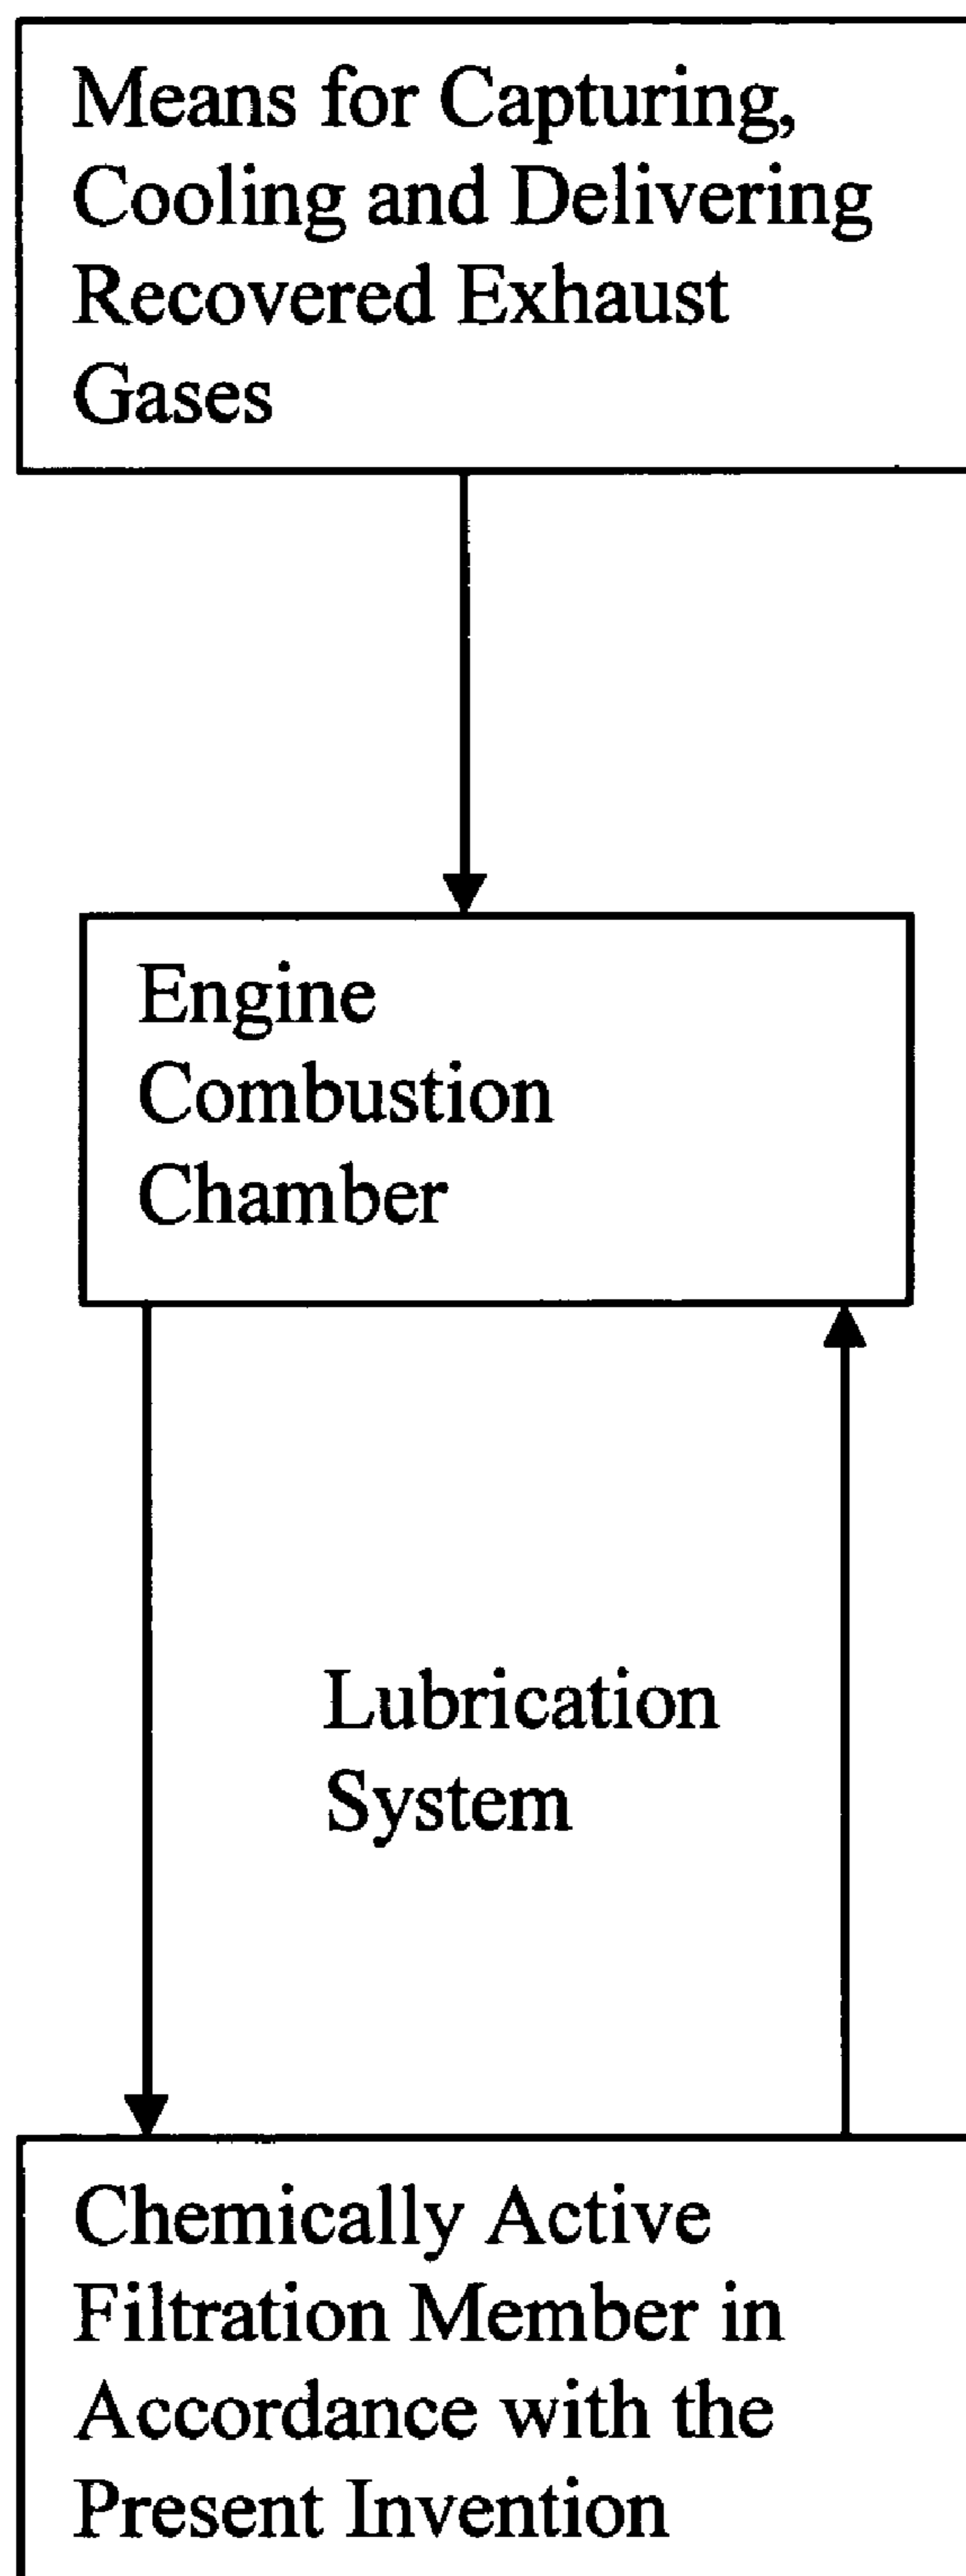 Means for Capturing,
Cooling and Delivering
Recovered Exhaust
Gases
Engine
Combustion
Chamber
Lubrication
System
Chemically Active
Filtration Member in
Accordance with the
Present Invention